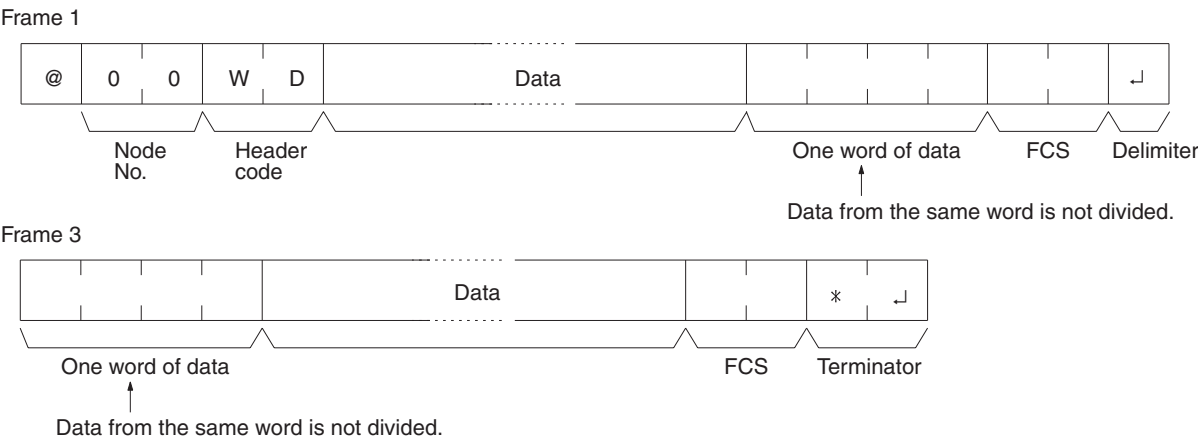 Frame 1
@ 0 0 W D Data ↵
Node No. Header code One word of data FCS Delimiter
Data from the same word is not divided.
Frame 3
Data * ↵
One word of data FCS Terminator
Data from the same word is not divided.